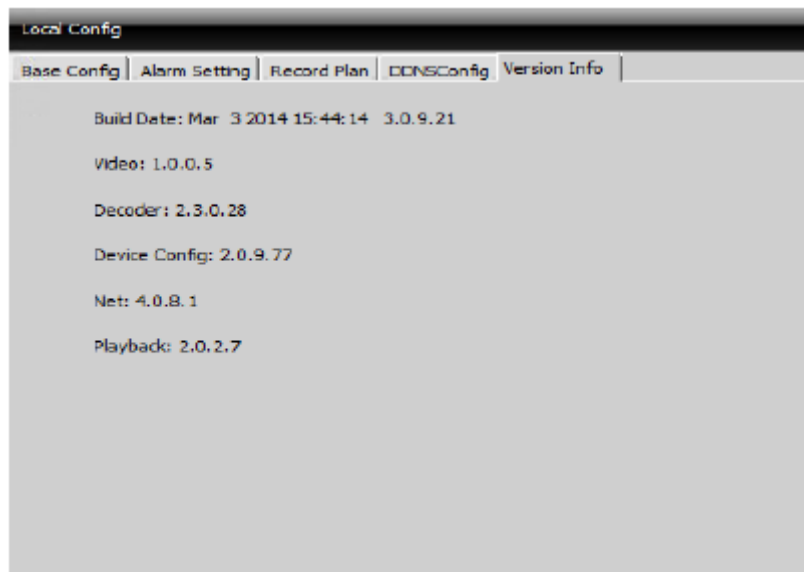 Local Config
Base Config Alarm Setting Record Plan DDNSConfig Version Info
Build Date: Mar 3 2014 15:44:14 3.0.9.21
Video: 1.0.0.5
Decoder: 2.3.0.28
Device Config: 2.0.9.77
Net: 4.0.8.1
Playback: 2.0.2.7